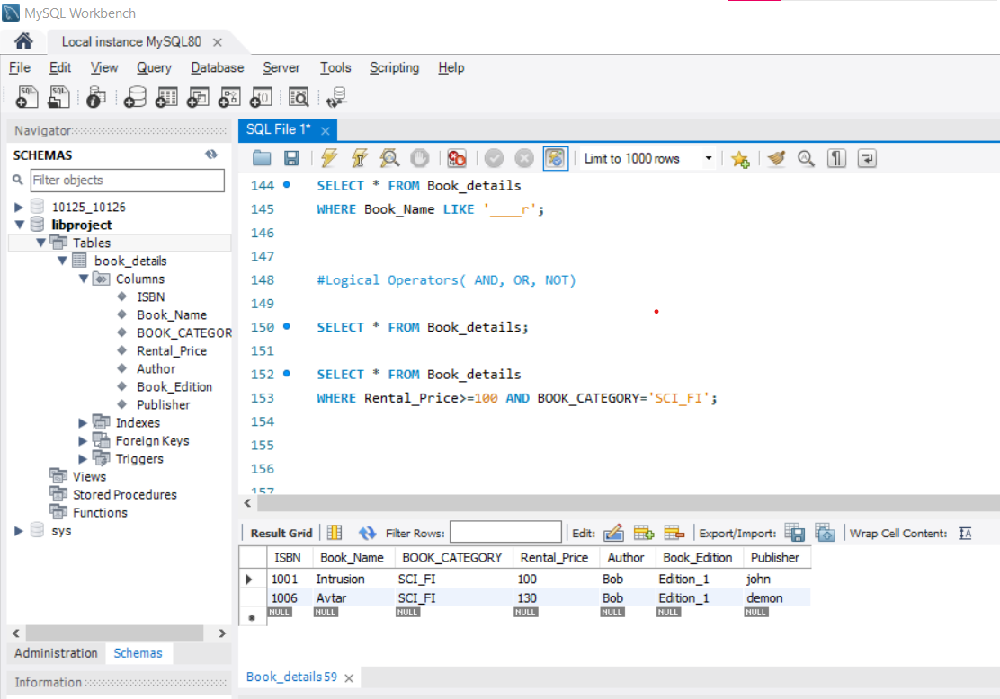 MySQL Workbench
Local instance MySQL80
File Edit View Query Database Server Tools Scripting Help
Navigator
SCHEMAS
Filter objects
10125_10126
libproject
Tables
book_details
Columns
ISBN
Book_Name
BOOK_CATEGOR
Rental_Price
Author
Book_Edition
Publisher
Indexes
Foreign Keys
Triggers
Views
Stored Procedures
Functions
sys
Administration Schemas
Information
SQL File 1*
Limit to 1000 rows
144 SELECT * FROM Book_details
145 WHERE Book_Name LIKE '____r';
146
147
148 #Logical Operators( AND, OR, NOT)
149
150 SELECT * FROM Book_details;
151
152 SELECT * FROM Book_details
153 WHERE Rental_Price>=100 AND BOOK_CATEGORY='SCI_FI';
154
155
156
157
Result Grid Filter Rows: Edit: Export/Import: Wrap Cell Content:
ISBN Book_Name BOOK_CATEGORY Rental_Price Author Book_Edition Publisher
1001 Intrusion SCI_FI 100 Bob Edition_1 john
1006 Avtar SCI_FI 130 Bob Edition_1 demon
NULL NULL NULL NULL NULL NULL NULL
Book_details 59